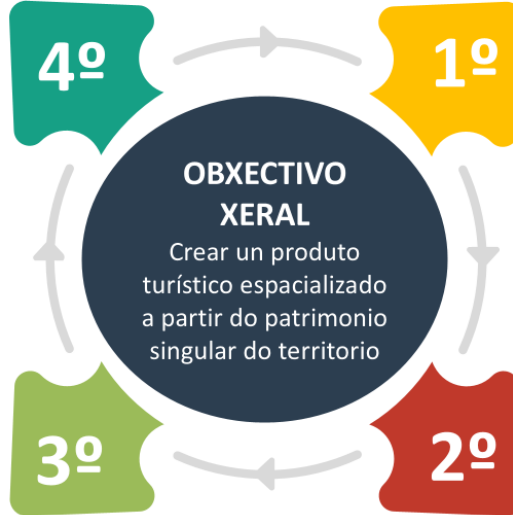 4º
1º
OBXECTIVO
XERAL
Crear un produto
turístico espacializado
a partir do patrimonio
singular do territorio
3º
2º